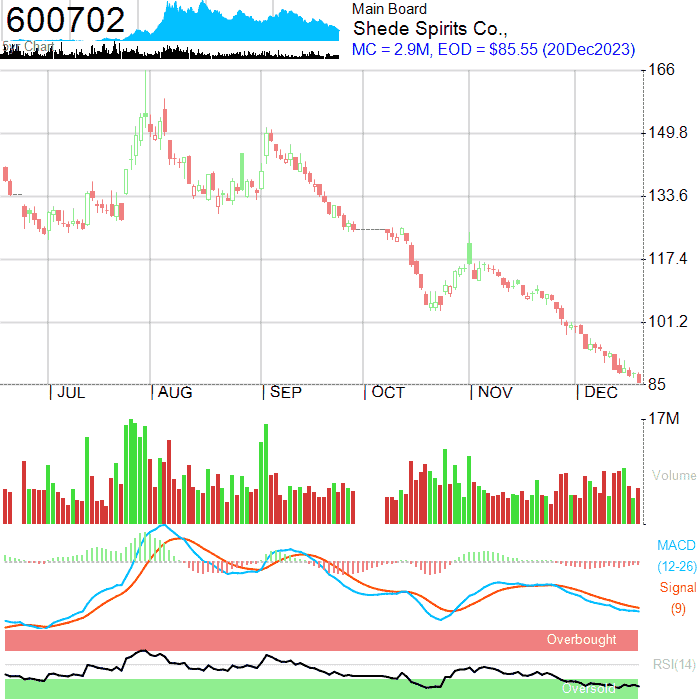 600702
5yr Chart
Main Board
Shede Spirits Co.,
MC = 2.9M, EOD = $85.55 (20Dec2023)
166
149.8
133.6
117.4
101.2
85
JUL AUG SEP OCT NOV DEC
17M
Volume
MACD
(12-26)
Signal
(9)
Overbought
RSI(14)
Oversold